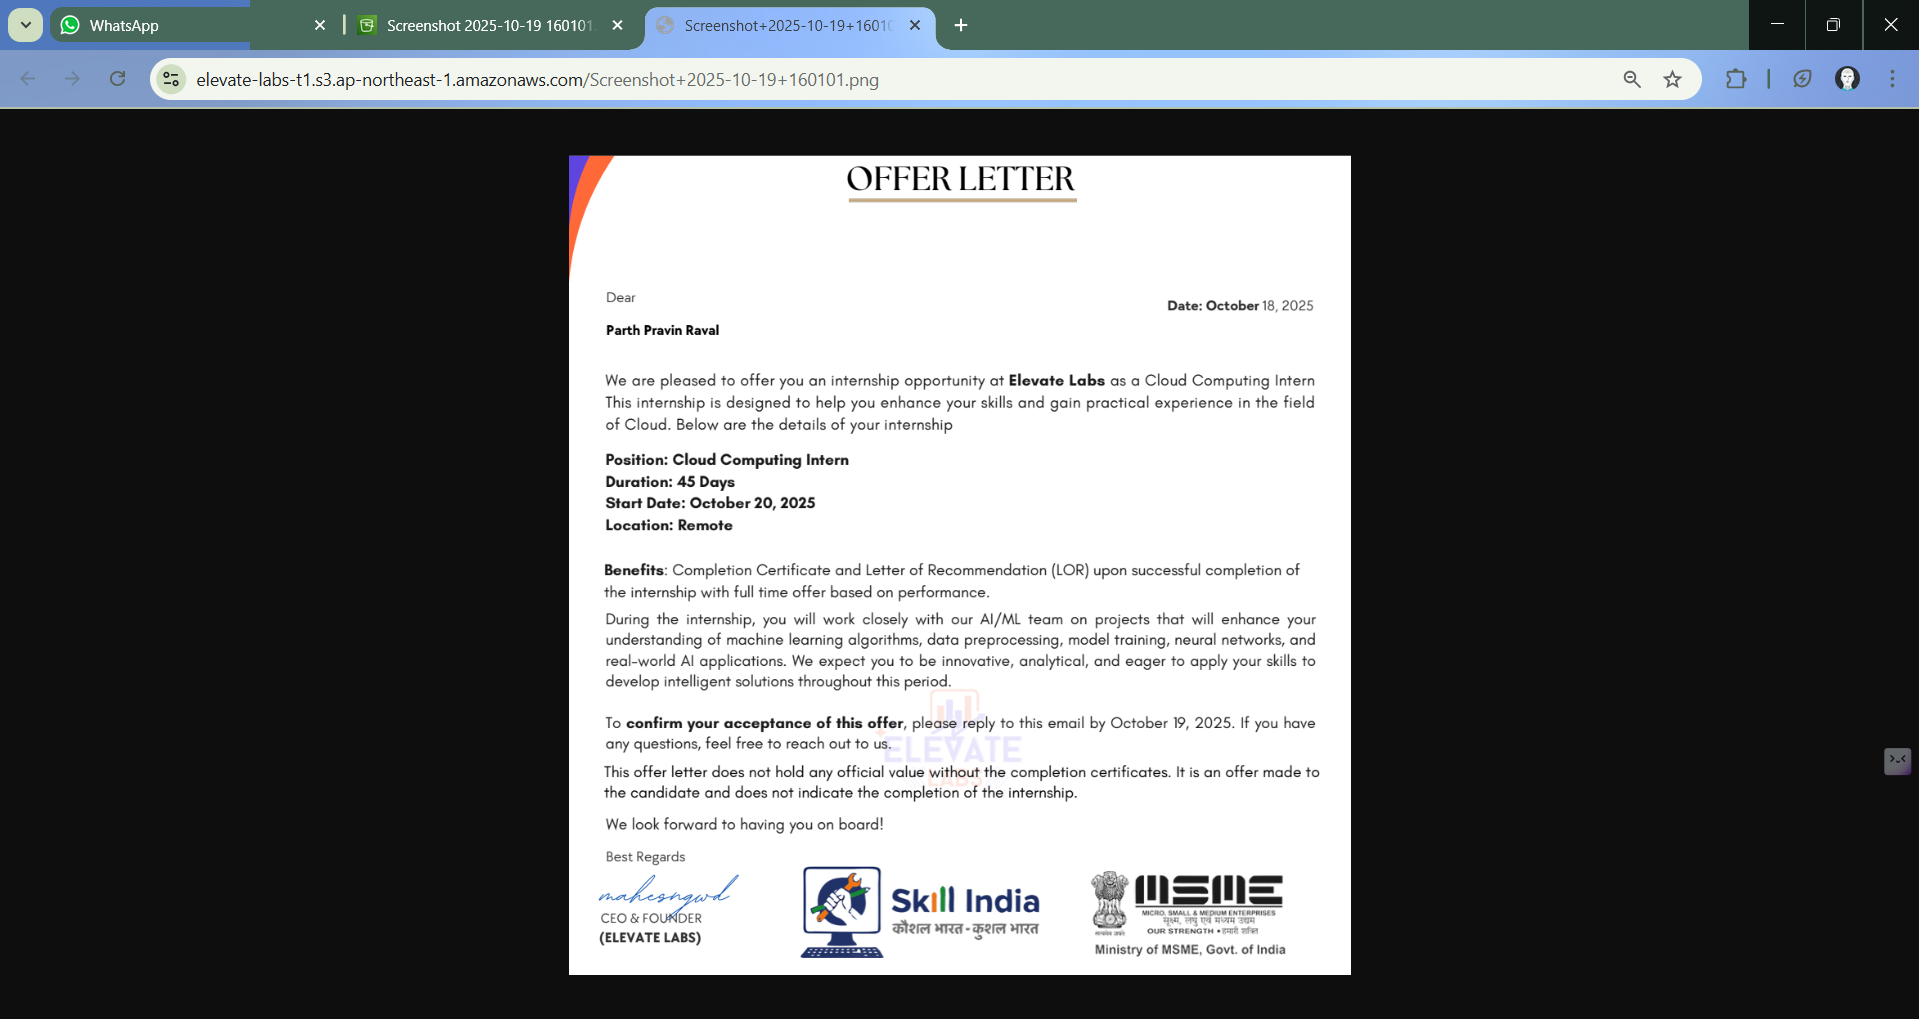 WhatsApp
Screenshot 2025-10-19 160101.
Screenshot+2025-10-19+1601
elevate-labs-t1.s3.ap-northeast-1.amazonaws.com/Screenshot+2025-10-19+160101.png
OFFER LETTER
Dear
Date: October 18, 2025
Parth Pravin Raval
We are pleased to offer you an internship opportunity at Elevate Labs as a Cloud Computing Intern
This internship is designed to help you enhance your skills and gain practical experience in the field
of Cloud. Below are the details of your internship
Position: Cloud Computing Intern
Duration: 45 Days
Start Date: October 20, 2025
Location: Remote
Benefits: Completion Certificate and Letter of Recommendation (LOR) upon successful completion of
the internship with full time offer based on performance.
During the internship, you will work closely with our AI/ML team on projects that will enhance your
understanding of machine learning algorithms, data preprocessing, model training, neural networks, and
real-world AI applications. We expect you to be innovative, analytical, and eager to apply your skills to
develop intelligent solutions throughout this period.
To confirm your acceptance of this offer, please reply to this email by October 19, 2025. If you have
any questions, feel free to reach out to us.
ELEVATE
LABS
This offer letter does not hold any official value without the completion certificates. It is an offer made to
the candidate and does not indicate the completion of the internship.
We look forward to having you on board!
Best Regards
CEO & FOUNDER
(ELEVATE LABS)
Skill India
कौशल भारत - कुशल भारत
MSME
MICRO, SMALL & MEDIUM ENTERPRISES
सूक्ष्म, लघु एवं मध्यम उद्यम
OUR STRENGTH • हमारी शक्ति
सत्यमेव जयते
Ministry of MSME, Govt. of India